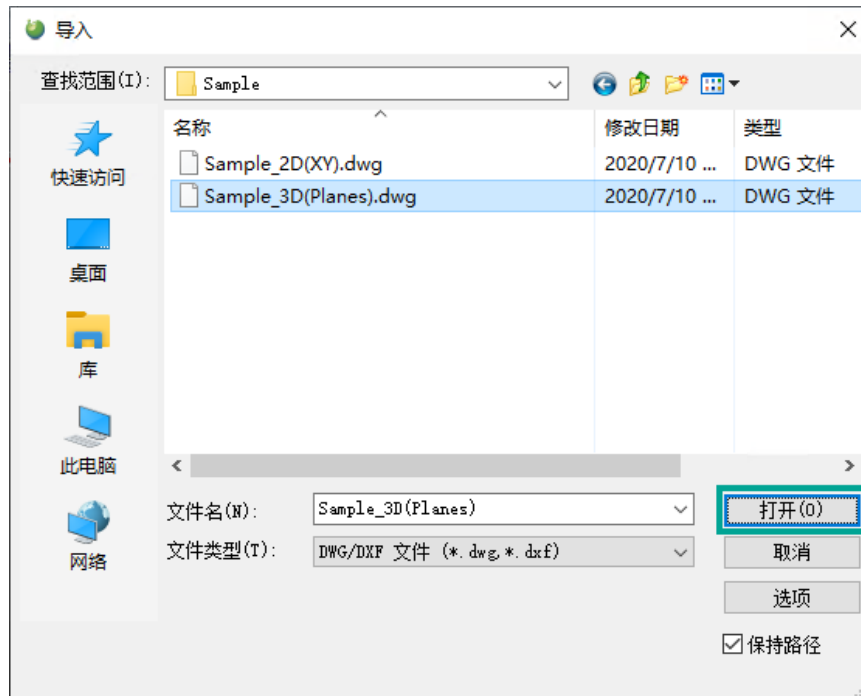 导入
查找范围(I): Sample
名称 修改日期 类型
Sample_2D(XY).dwg 2020/7/10 ... DWG 文件
Sample_3D(Planes).dwg 2020/7/10 ... DWG 文件
快速访问
桌面
库
此电脑
网络
文件名(N): Sample_3D(Planes) 打开(O)
文件类型(T): DWG/DXF 文件 (*.dwg,*.dxf) 取消
选项
保持路径